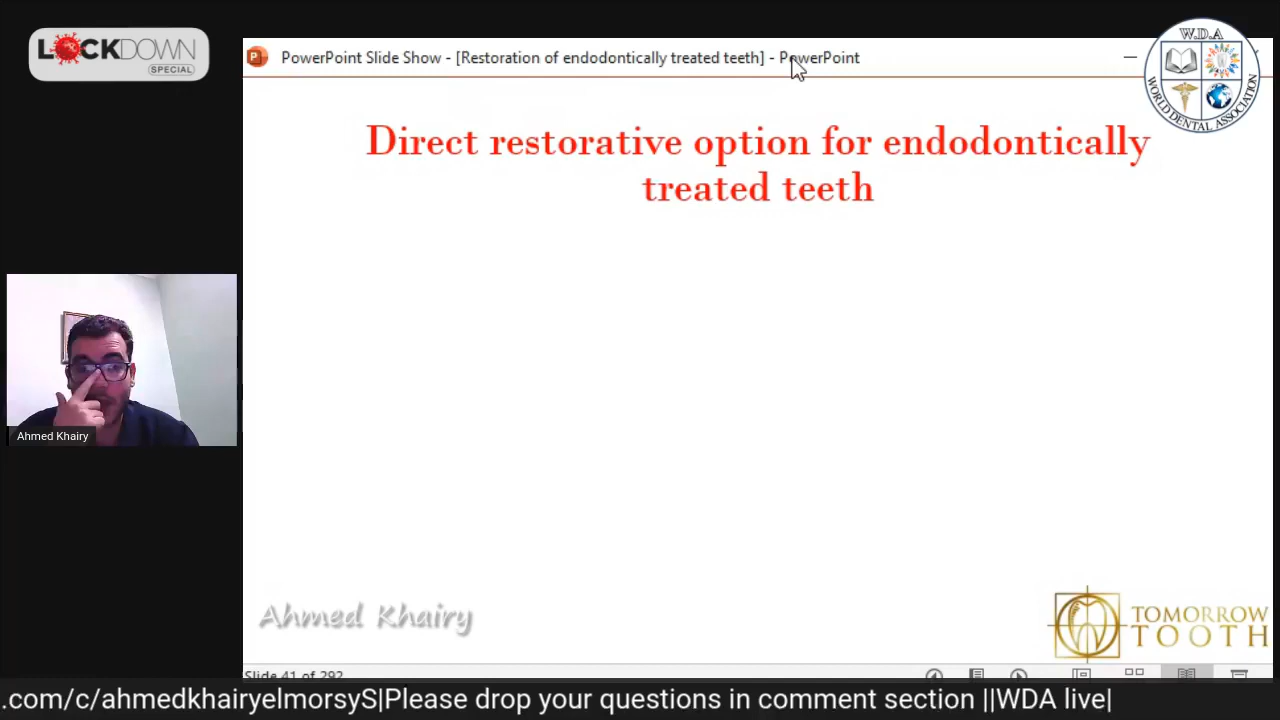 LOCKDOWN
SPECIAL
PowerPoint Slide Show - [Restoration of endodontically treated teeth] - PowerPoint
W.D.A
WORLD DENTAL ASSOCIATION
Direct restorative option for endodontically
treated teeth
Ahmed Khairy
Ahmed Khairy
TOMORROW
TOOTH
Slide 41 of 292
.com/c/ahmedkhairyelmorsyS|Please drop your questions in comment section ||WDA live|